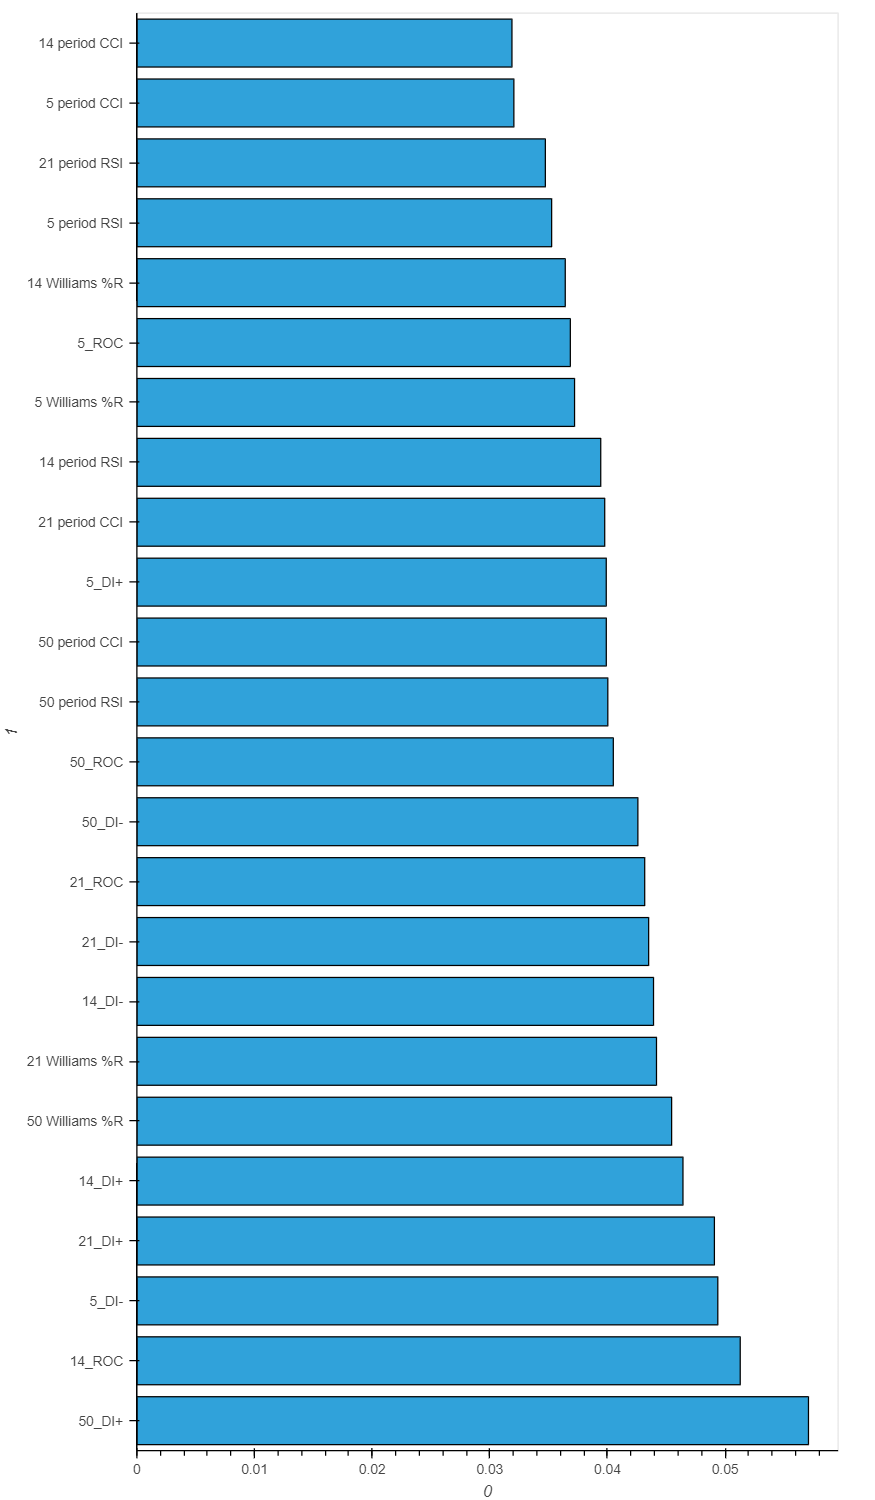 14 period CCI
5 period CCI
21 period RSI
5 period RSI
14 Williams %R
5_ROC
5 Williams %R
14 period RSI
21 period CCI
5_DI+
50 period CCI
50 period RSI
50_ROC
50_DI-
21_ROC
21_DI-
14_DI-
21 Williams %R
50 Williams %R
14_DI+
21_DI+
5_DI-
14_ROC
50_DI+
1
0 0.01 0.02 0.03 0.04 0.05
0